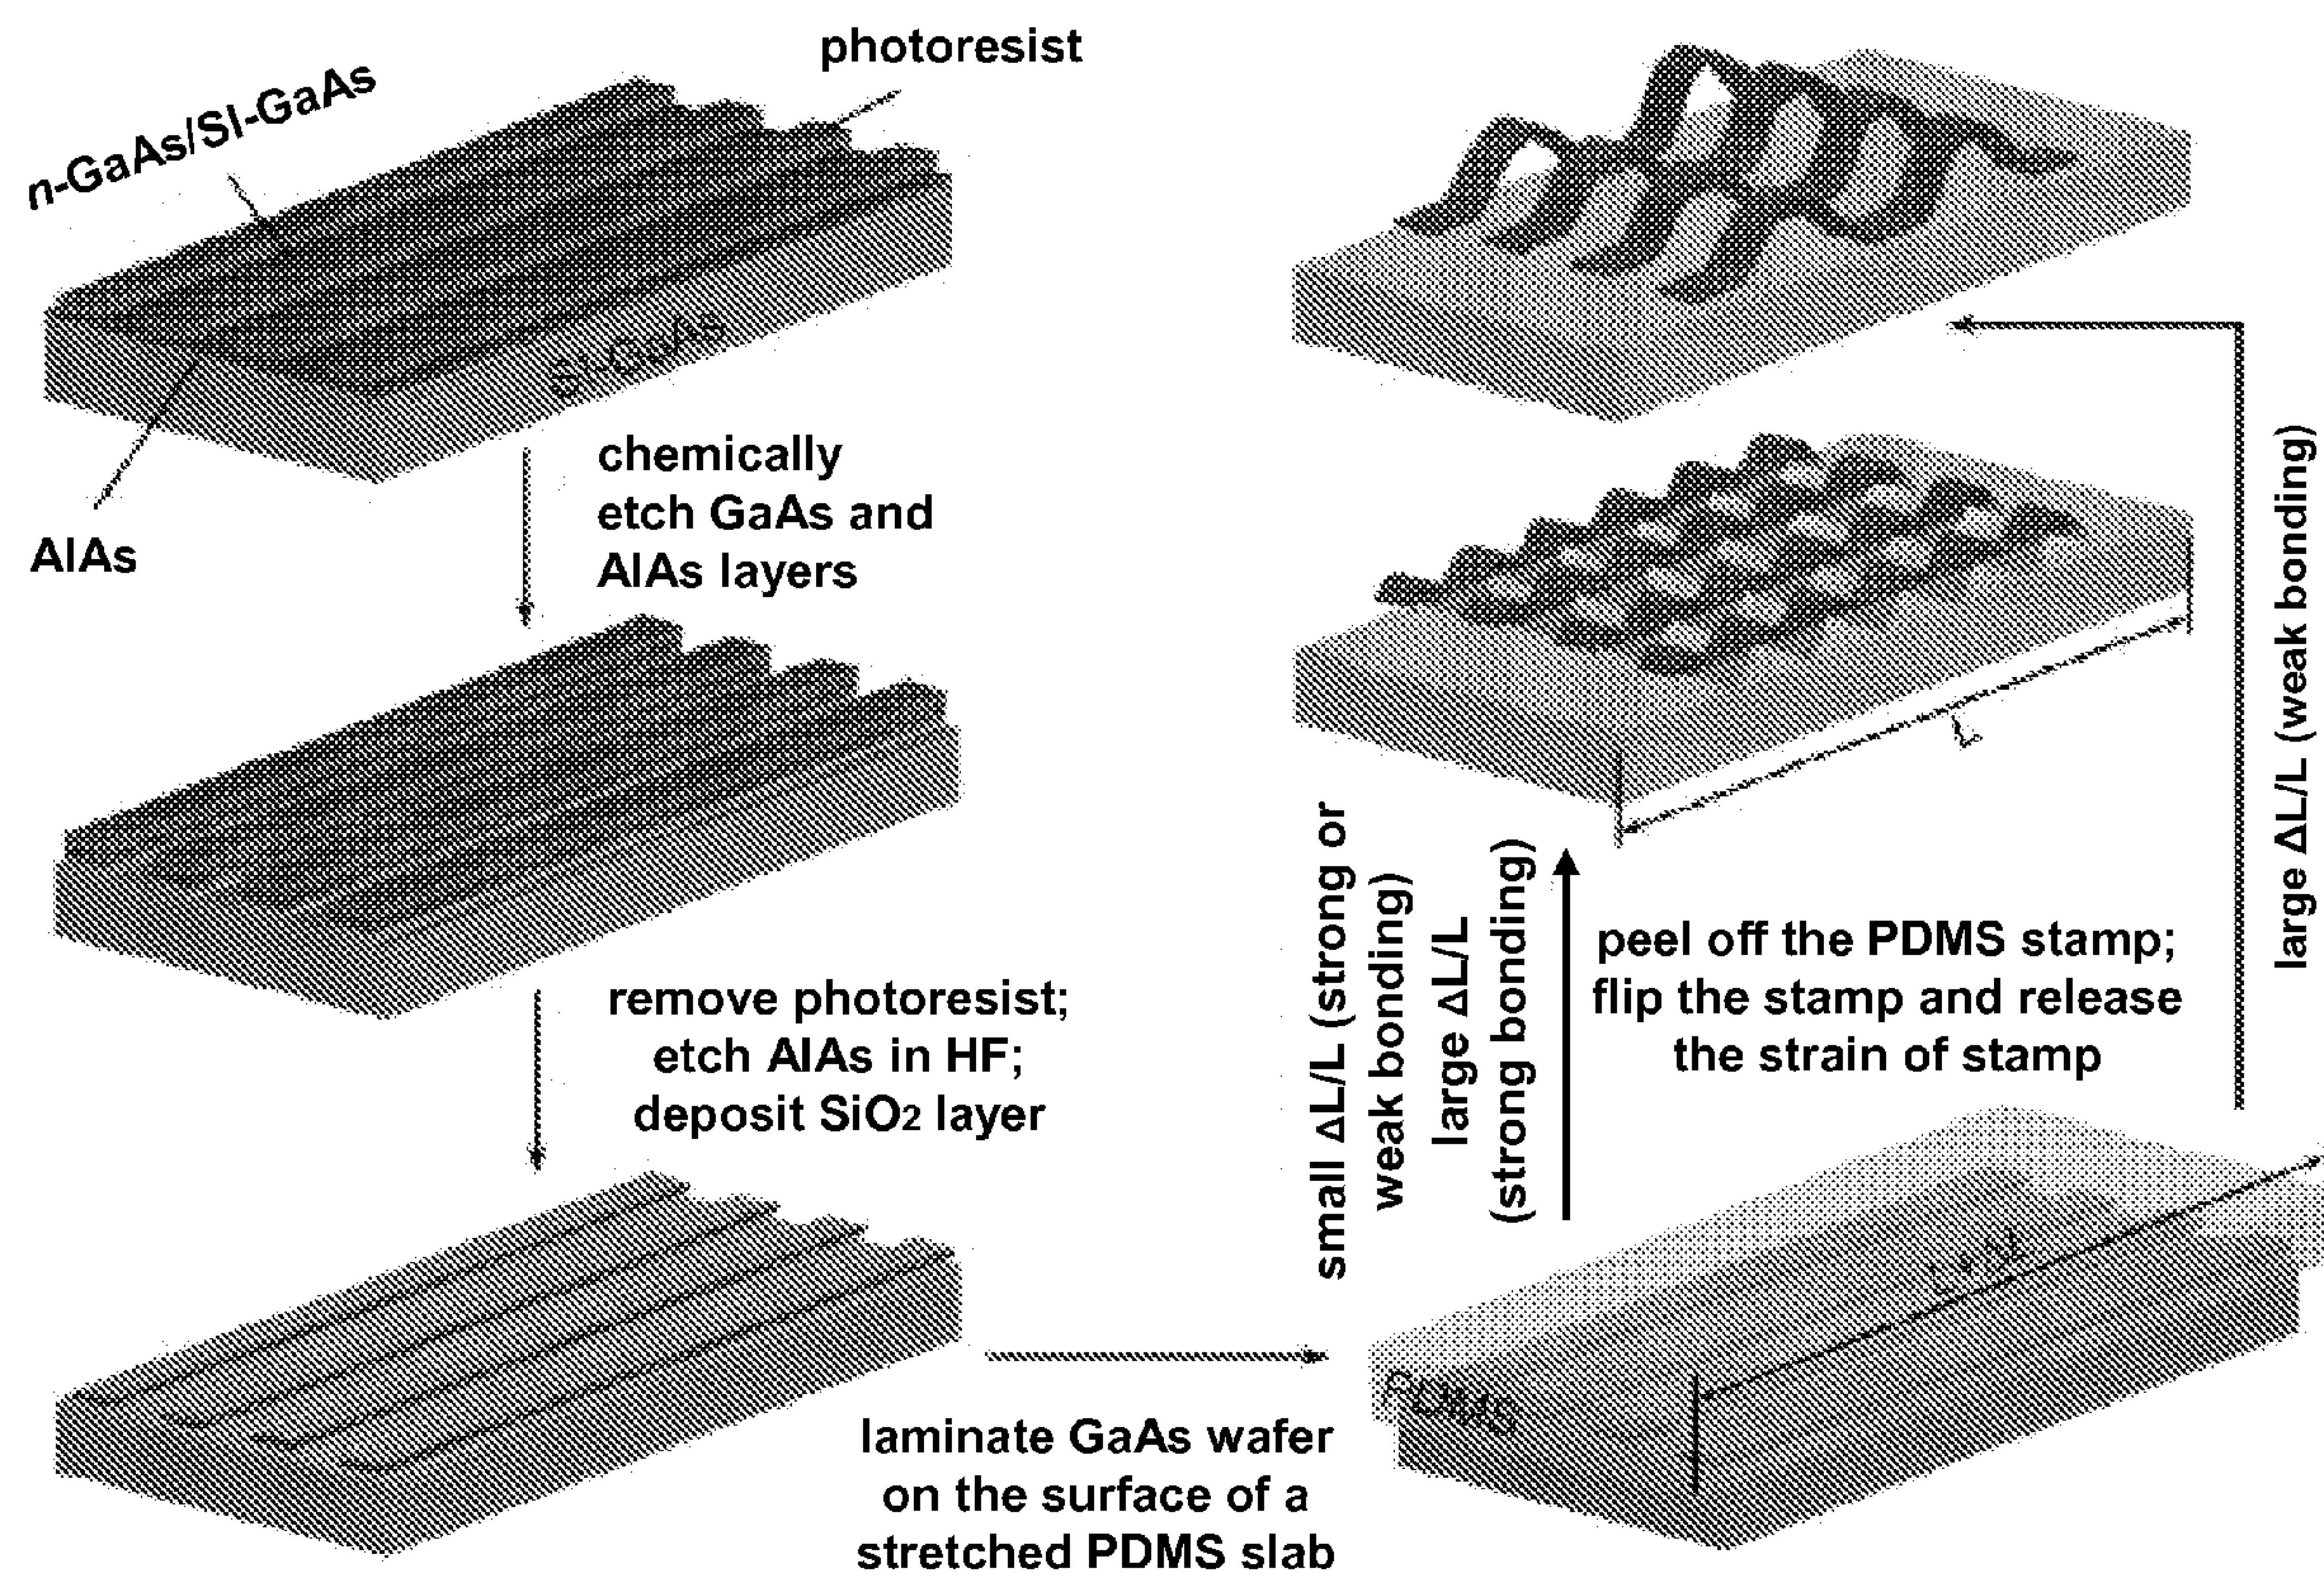 photoresist
n-GaAs/SI-GaAs
SI-GaAs
AlAs
chemically
etch GaAs and
AlAs layers
remove photoresist;
etch AlAs in HF;
deposit SiO2 layer
laminate GaAs wafer
on the surface of a
stretched PDMS slab
PDMS
L+ΔL
small ΔL/L (strong or
weak bonding)
large ΔL/L
(strong bonding)
peel off the PDMS stamp;
flip the stamp and release
the strain of stamp
L
large ΔL/L (weak bonding)